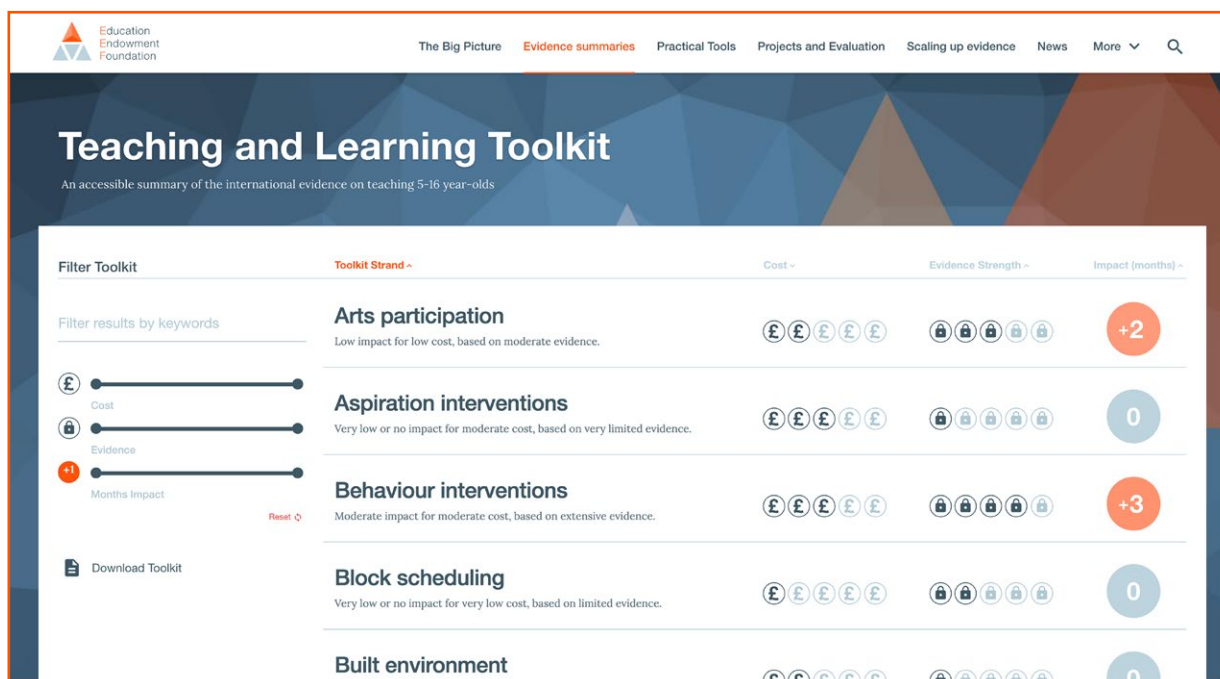 Education
Endowment
Foundation
The Big Picture Evidence summaries Practical Tools Projects and Evaluation Scaling up evidence News More
Teaching and Learning Toolkit
An accessible summary of the international evidence on teaching 5-16 year-olds
Filter Toolkit
Toolkit Strand Cost Evidence Strength Impact (months)
Filter results by keywords
£
Cost
Evidence
+1
Months Impact
Reset
Download Toolkit
Arts participation
Low impact for low cost, based on moderate evidence.
£ £ £ £ £
+2
Aspiration interventions
Very low or no impact for moderate cost, based on very limited evidence.
£ £ £ £ £
0
Behaviour interventions
Moderate impact for moderate cost, based on extensive evidence.
£ £ £ £ £
+3
Block scheduling
Very low or no impact for very low cost, based on limited evidence.
£ £ £ £ £
0
Built environment
£ £ £ £ £
0